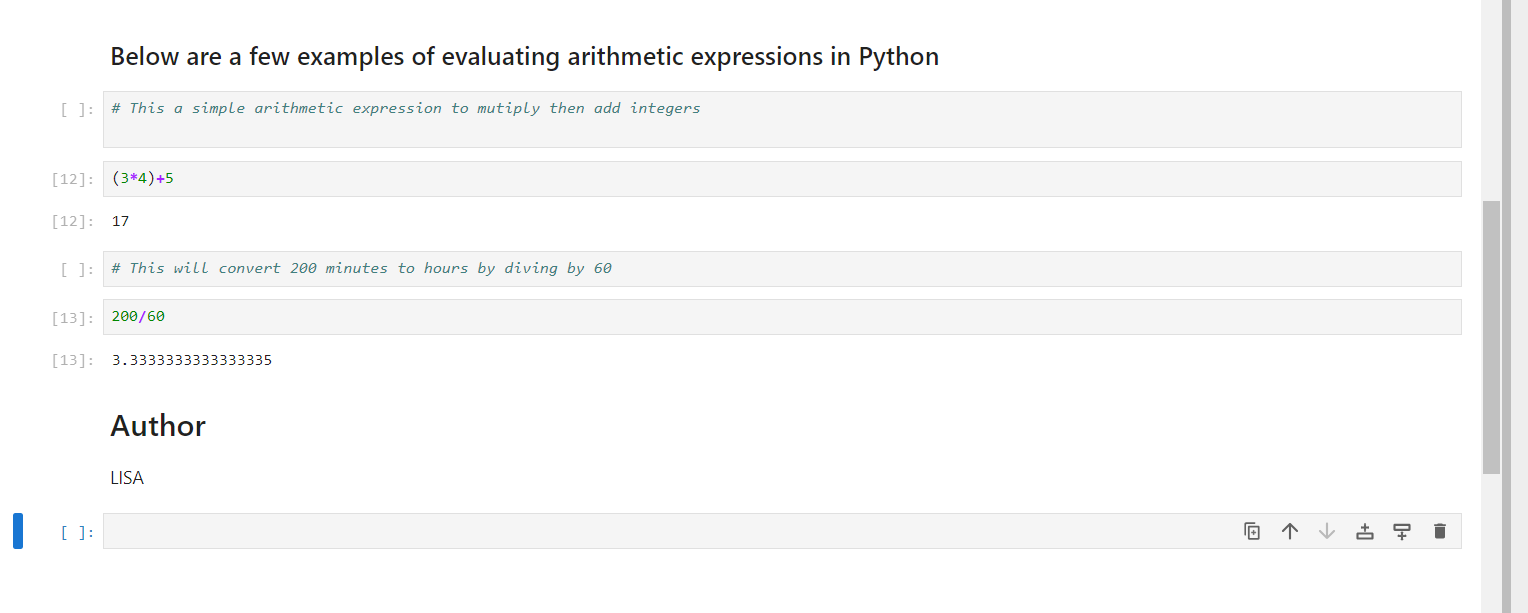 Below are a few examples of evaluating arithmetic expressions in Python
[ ]: # This a simple arithmetic expression to mutiply then add integers
[12]: (3*4)+5
[12]: 17
[ ]: # This will convert 200 minutes to hours by diving by 60
[13]: 200/60
[13]: 3.3333333333333335
Author
LISA
[ ]: